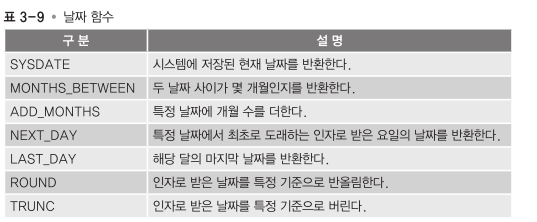 표 3-9 • 날짜 함수
구 분 설 명
SYSDATE 시스템에 저장된 현재 날짜를 반환한다.
MONTHS_BETWEEN 두 날짜 사이가 몇 개월인지를 반환한다.
ADD_MONTHS 특정 날짜에 개월 수를 더한다.
NEXT_DAY 특정 날짜에서 최초로 도래하는 인자로 받은 요일의 날짜를 반환한다.
LAST_DAY 해당 달의 마지막 날짜를 반환한다.
ROUND 인자로 받은 날짜를 특정 기준으로 반올림한다.
TRUNC 인자로 받은 날짜를 특정 기준으로 버린다.